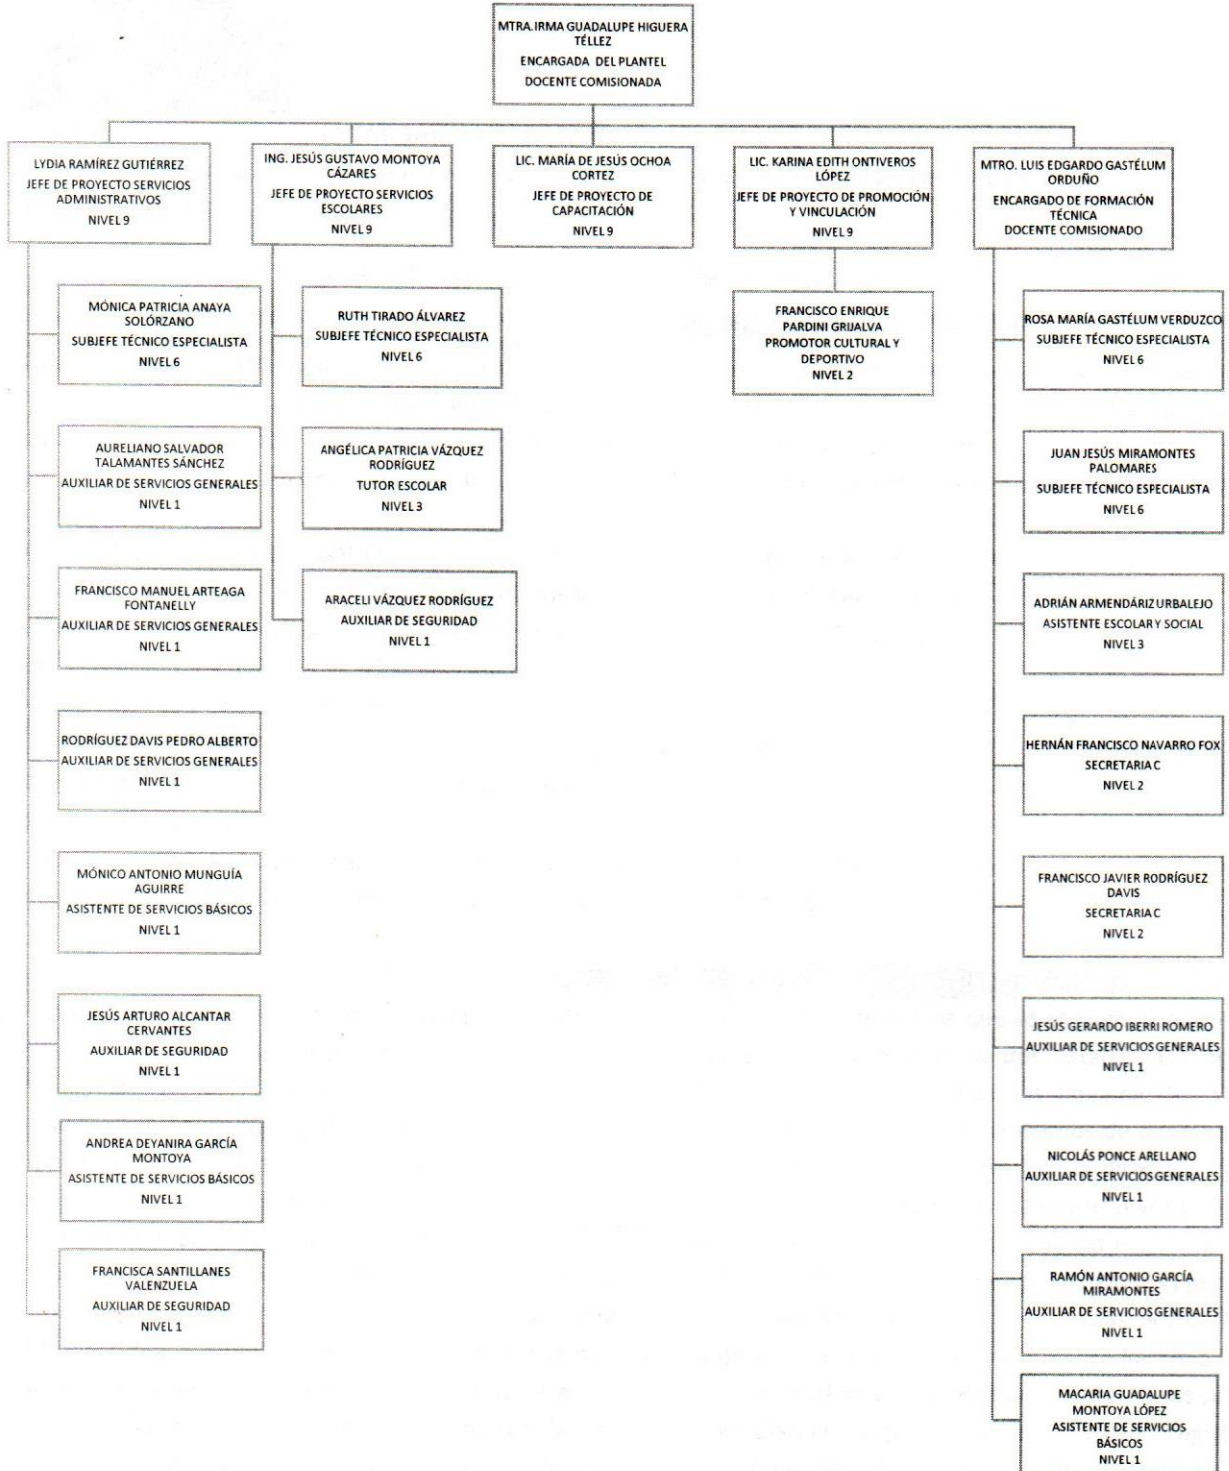 MTRA.IRMA GUADALUPE HIGUERA
TÉLLEZ
ENCARGADA DEL PLANTEL
DOCENTE COMISIONADA
LYDIA RAMÍREZ GUTIÉRREZ
JEFE DE PROYECTO SERVICIOS
ADMINISTRATIVOS
NIVEL 9
ING. JESÚS GUSTAVO MONTOYA
CÁZARES
JEFE DE PROYECTO SERVICIOS
ESCOLARES
NIVEL 9
LIC. MARÍA DE JESÚS OCHOA
CORTEZ
JEFE DE PROYECTO DE
CAPACITACIÓN
NIVEL 9
LIC. KARINA EDITH ONTIVEROS
LÓPEZ
JEFE DE PROYECTO DE PROMOCIÓN
Y VINCULACIÓN
NIVEL 9
MTRO. LUIS EDGARDO GASTÉLUM
ORDUÑO
ENCARGADO DE FORMACIÓN
TÉCNICA
DOCENTE COMISIONADO
MÓNICA PATRICIA ANAYA
SOLÓRZANO
SUBJEFE TÉCNICO ESPECIALISTA
NIVEL 6
AURELIANO SALVADOR
TALAMANTES SÁNCHEZ
AUXILIAR DE SERVICIOS GENERALES
NIVEL 1
FRANCISCO MANUEL ARTEAGA
FONTANELLY
AUXILIAR DE SERVICIOS GENERALES
NIVEL 1
RODRÍGUEZ DAVIS PEDRO ALBERTO
AUXILIAR DE SERVICIOS GENERALES
NIVEL 1
MÓNICO ANTONIO MUNGUÍA
AGUIRRE
ASISTENTE DE SERVICIOS BÁSICOS
NIVEL 1
JESÚS ARTURO ALCANTAR
CERVANTES
AUXILIAR DE SEGURIDAD
NIVEL 1
ANDREA DEYANIRA GARCÍA
MONTOYA
ASISTENTE DE SERVICIOS BÁSICOS
NIVEL 1
FRANCISCA SANTILLANES
VALENZUELA
AUXILIAR DE SEGURIDAD
NIVEL 1
RUTH TIRADO ÁLVAREZ
SUBJEFE TÉCNICO ESPECIALISTA
NIVEL 6
ANGÉLICA PATRICIA VÁZQUEZ
RODRÍGUEZ
TUTOR ESCOLAR
NIVEL 3
ARACELI VÁZQUEZ RODRÍGUEZ
AUXILIAR DE SEGURIDAD
NIVEL 1
FRANCISCO ENRIQUE
PARDINI GRIJALVA
PROMOTOR CULTURAL Y
DEPORTIVO
NIVEL 2
ROSA MARÍA GASTÉLUM VERDUZCO
SUBJEFE TÉCNICO ESPECIALISTA
NIVEL 6
JUAN JESÚS MIRAMONTES
PALOMARES
SUBJEFE TÉCNICO ESPECIALISTA
NIVEL 6
ADRIÁN ARMENDÁRIZ URBALEJO
ASISTENTE ESCOLAR Y SOCIAL
NIVEL 3
HERNÁN FRANCISCO NAVARRO FOX
SECRETARIA C
NIVEL 2
FRANCISCO JAVIER RODRÍGUEZ
DAVIS
SECRETARIA C
NIVEL 2
JESÚS GERARDO IBERRI ROMERO
AUXILIAR DE SERVICIOS GENERALES
NIVEL 1
NICOLÁS PONCE ARELLANO
AUXILIAR DE SERVICIOS GENERALES
NIVEL 1
RAMÓN ANTONIO GARCÍA
MIRAMONTES
AUXILIAR DE SERVICIOS GENERALES
NIVEL 1
MACARIA GUADALUPE
MONTOYA LÓPEZ
ASISTENTE DE SERVICIOS
BÁSICOS
NIVEL 1